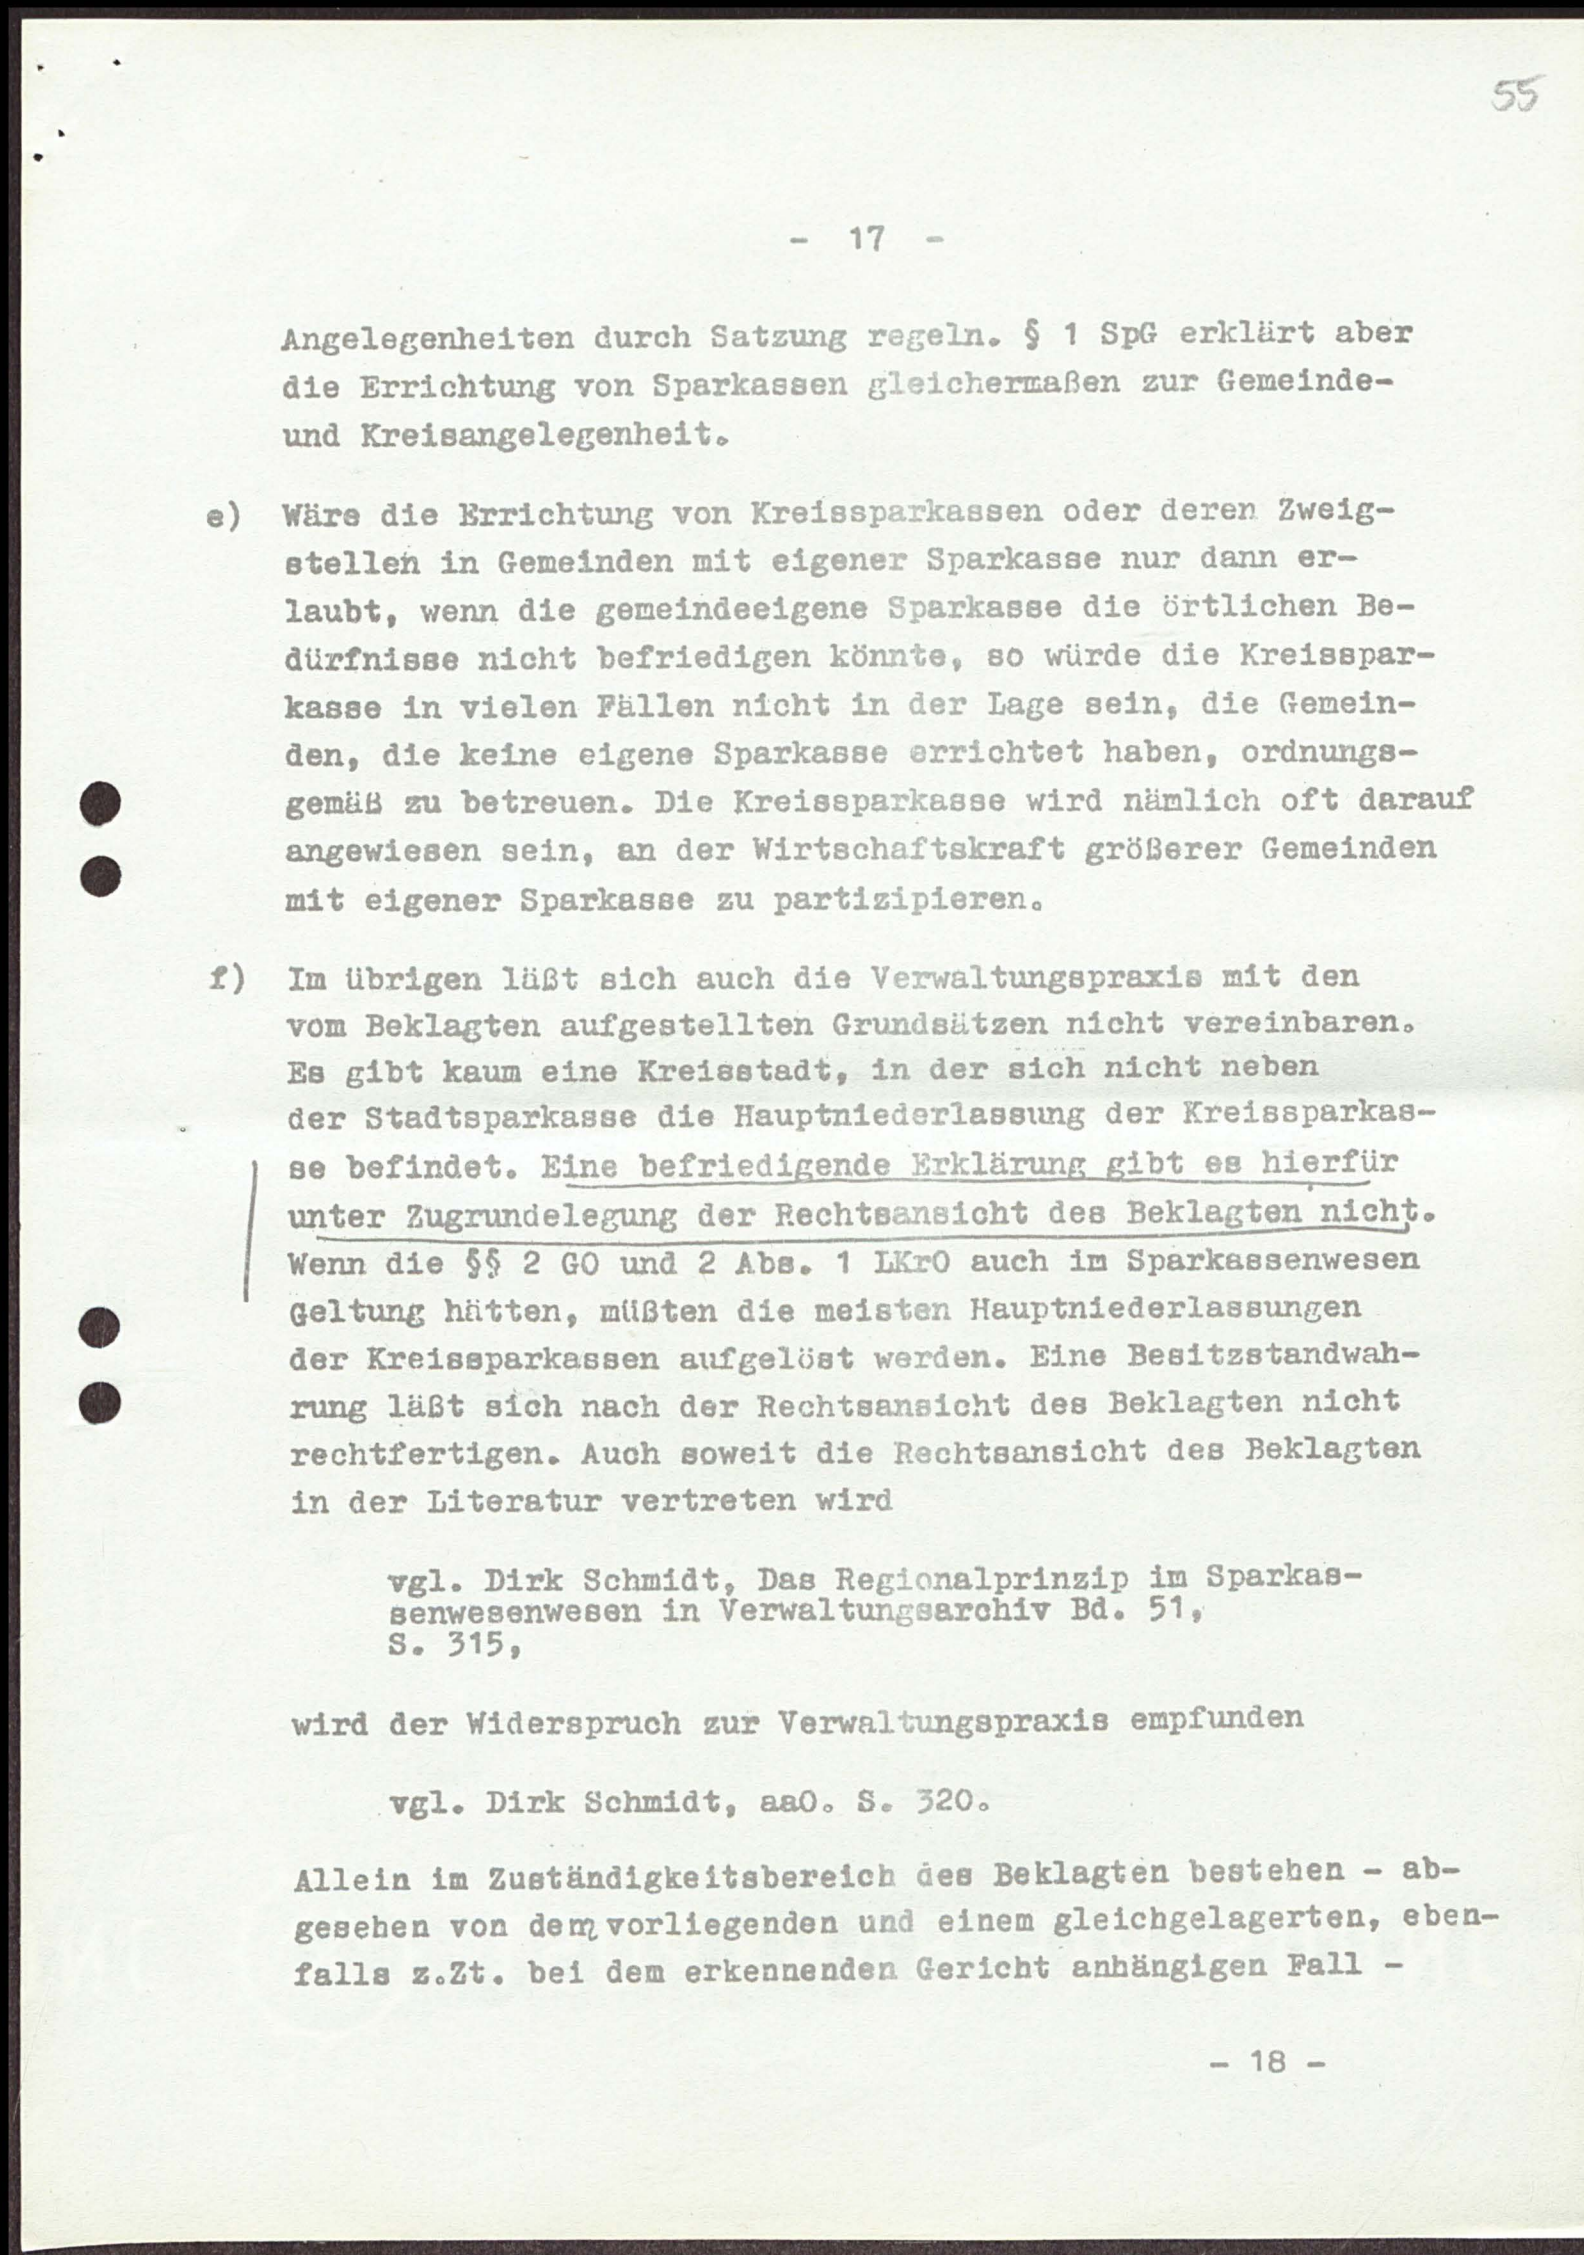 55
- 17 -
Angelegenheiten durch Satzung regeln. § 1 SpG erklärt aber
die Errichtung von Sparkassen gleichermaßen zur Gemeinde-
und Kreisangelegenheit.
e) Wäre die Errichtung von Kreissparkassen oder deren Zweig-
stellen in Gemeinden mit eigener Sparkasse nur dann er-
laubt, wenn die gemeindeeigene Sparkasse die örtlichen Be-
dürfnisse nicht befriedigen könnte, so würde die Kreisspar-
kasse in vielen Fällen nicht in der Lage sein, die Gemein-
den, die keine eigene Sparkasse errichtet haben, ordnungs-
gemäß zu betreuen. Die Kreissparkasse wird nämlich oft darauf
angewiesen sein, an der Wirtschaftskraft größerer Gemeinden
mit eigener Sparkasse zu partizipieren.
f) Im übrigen läßt sich auch die Verwaltungspraxis mit den
vom Beklagten aufgestellten Grundsätzen nicht vereinbaren.
Es gibt kaum eine Kreisstadt, in der sich nicht neben
der Stadtsparkasse die Hauptniederlassung der Kreissparkas-
se befindet. Eine befriedigende Erklärung gibt es hierfür
unter Zugrundelegung der Rechtsansicht des Beklagten nicht.
Wenn die §§ 2 GO und 2 Abs. 1 LKrO auch im Sparkassenwesen
Geltung hätten, müßten die meisten Hauptniederlassungen
der Kreissparkassen aufgelöst werden. Eine Besitzstandwah-
rung läßt sich nach der Rechtsansicht des Beklagten nicht
rechtfertigen. Auch soweit die Rechtsansicht des Beklagten
in der Literatur vertreten wird
vgl. Dirk Schmidt, Das Regionalprinzip im Sparkas-
senwesenwesen in Verwaltungsarchiv Bd. 51,
S. 315,
wird der Widerspruch zur Verwaltungspraxis empfunden
vgl. Dirk Schmidt, aaO. S. 320.
Allein im Zuständigkeitsbereich des Beklagten bestehen - ab-
gesehen von dem vorliegenden und einem gleichgelagerten, eben-
falls z.Zt. bei dem erkennenden Gericht anhängigen Fall -
- 18 -